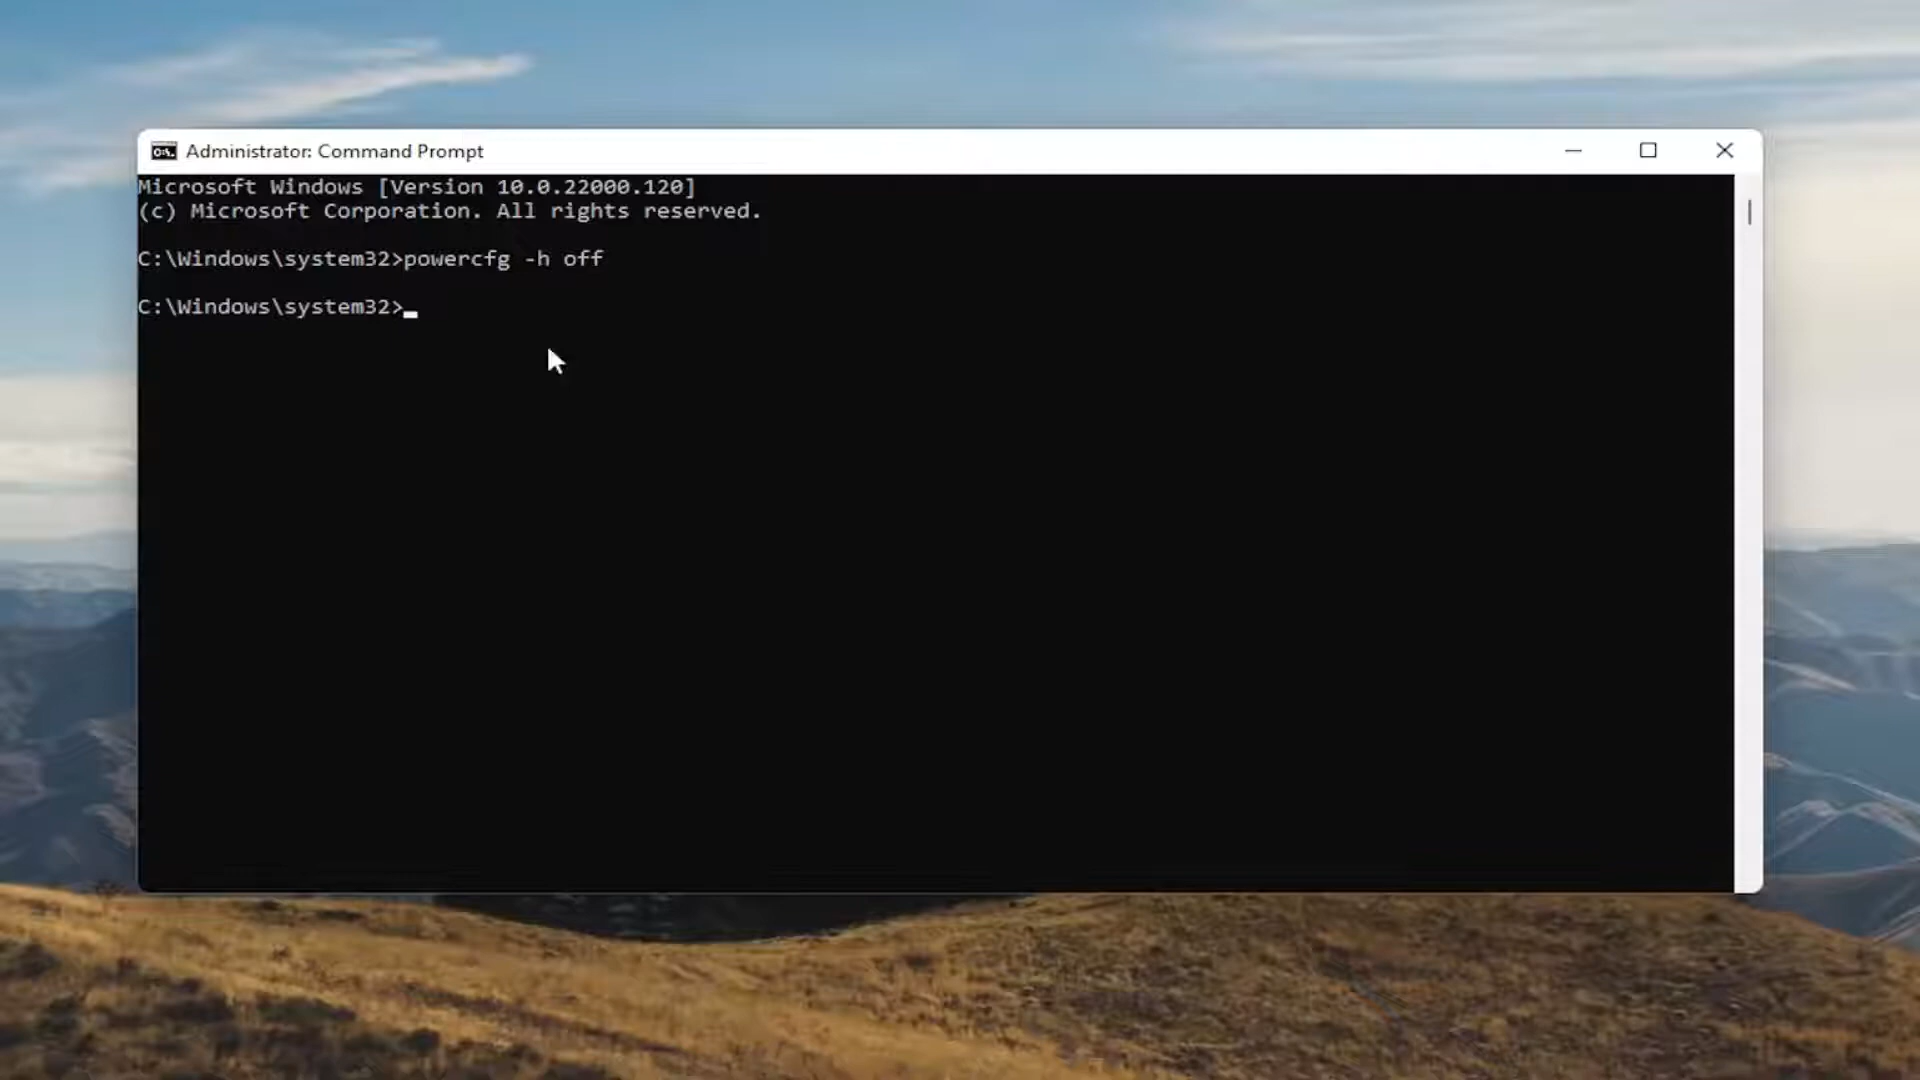 Administrator: Command Prompt
Microsoft Windows [Version 10.0.22000.120]
(c) Microsoft Corporation. All rights reserved.
C:\Windows\system32>powercfg -h off
C:\Windows\system32>